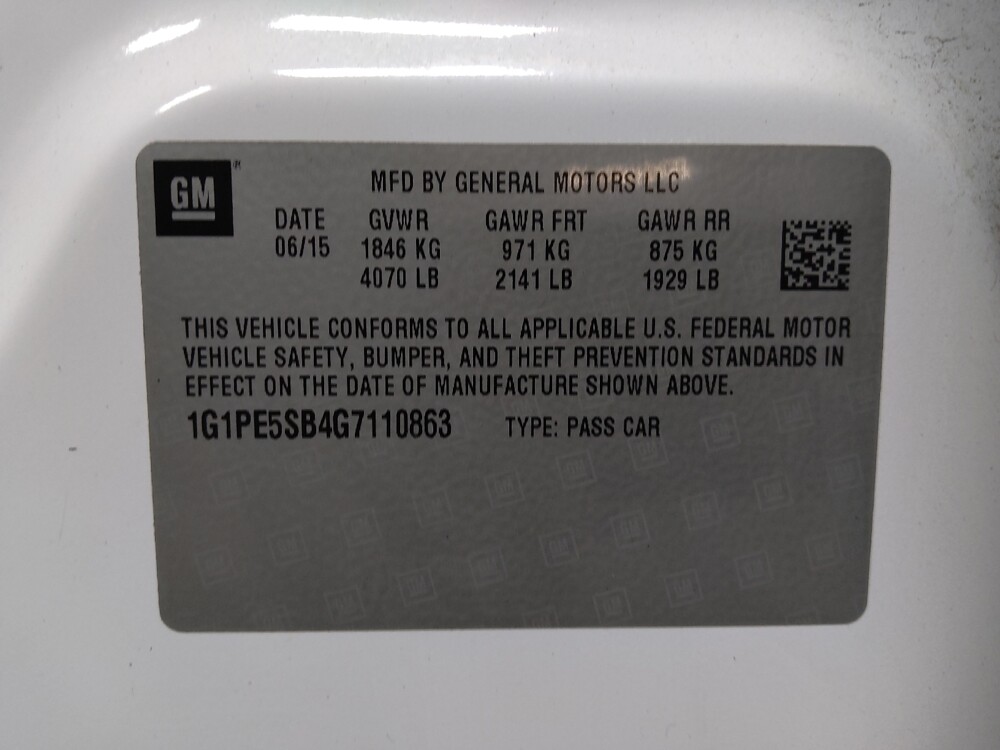 GM
MFD BY GENERAL MOTORS LLC
DATE GVWR GAWR FRT GAWR RR
06/15 1846 KG 971 KG 875 KG
4070 LB 2141 LB 1929 LB
THIS VEHICLE CONFORMS TO ALL APPLICABLE U.S. FEDERAL MOTOR
VEHICLE SAFETY, BUMPER, AND THEFT PREVENTION STANDARDS IN
EFFECT ON THE DATE OF MANUFACTURE SHOWN ABOVE.
1G1PE5SB4G7110863 TYPE: PASS CAR